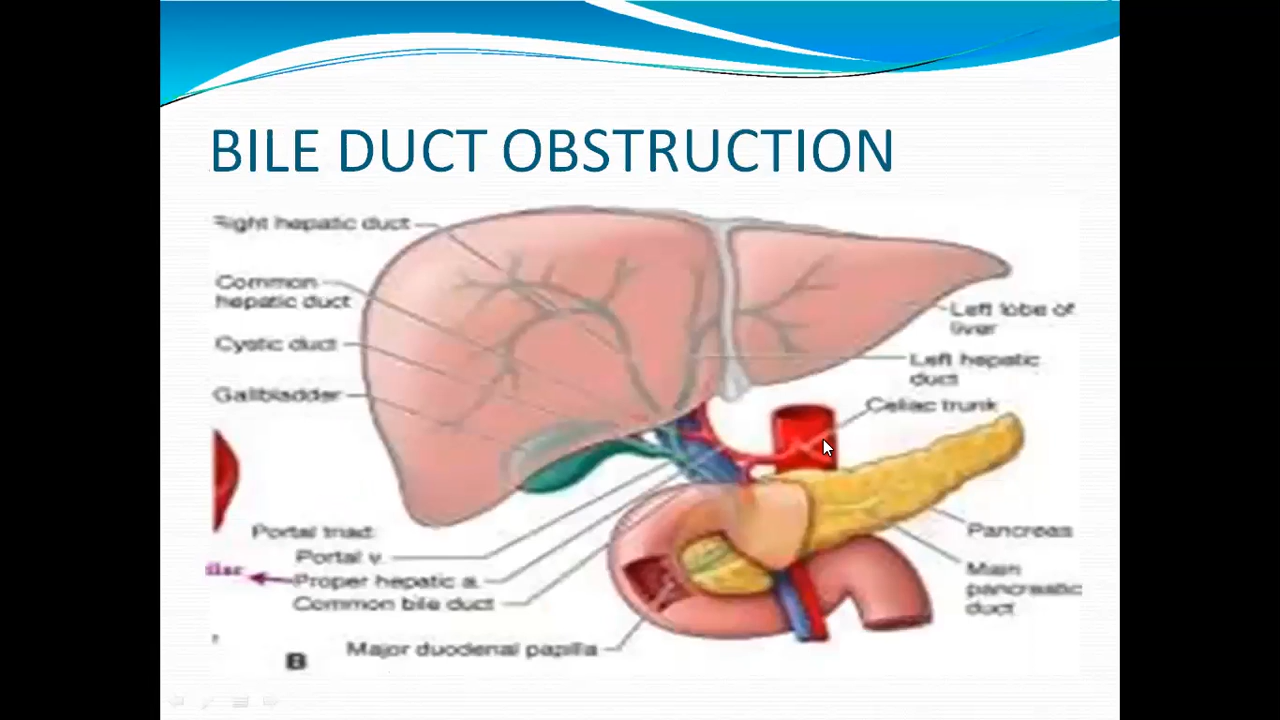 BILE DUCT OBSTRUCTION
Right hepatic duct
Common
hepatic duct
Cystic duct
Gallbladder
Left lobe of
liver
Left hepatic
duct
Celiac trunk
Portal triad:
Portal v.
Proper hepatic a.
Common bile duct
Major duodenal papilla
Pancreas
Main
pancreatic
duct
B